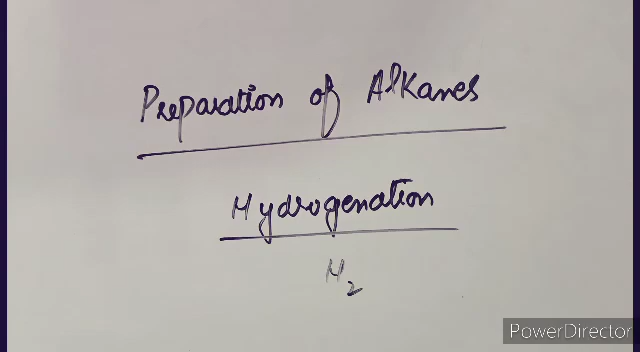 Preparation of Alkanes
Hydrogenation
H2
PowerDirector